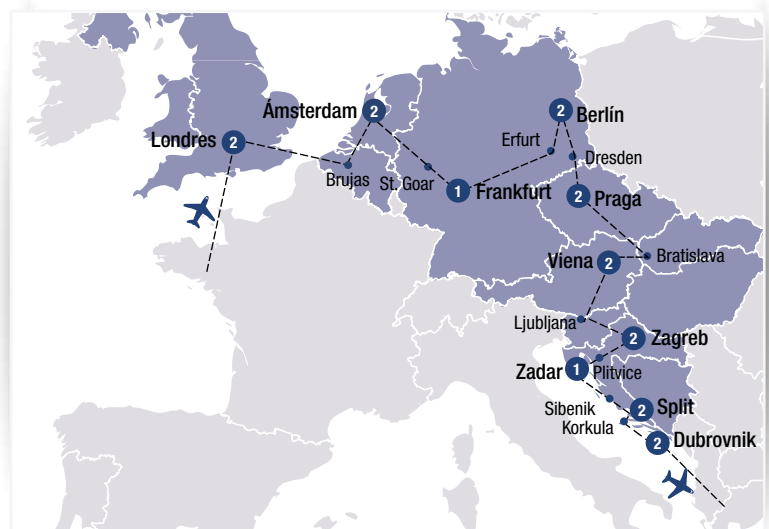 Ámsterdam 2
2 Berlín
Londres 2
Erfurt
Dresden
Brujas
St. Goar
1 Frankfurt
2 Praga
Viena 2
Bratislava
Ljubljana
2 Zagreb
Zadar 1
Plitvice
Sibenik
2 Split
Korkula
2 Dubrovnik